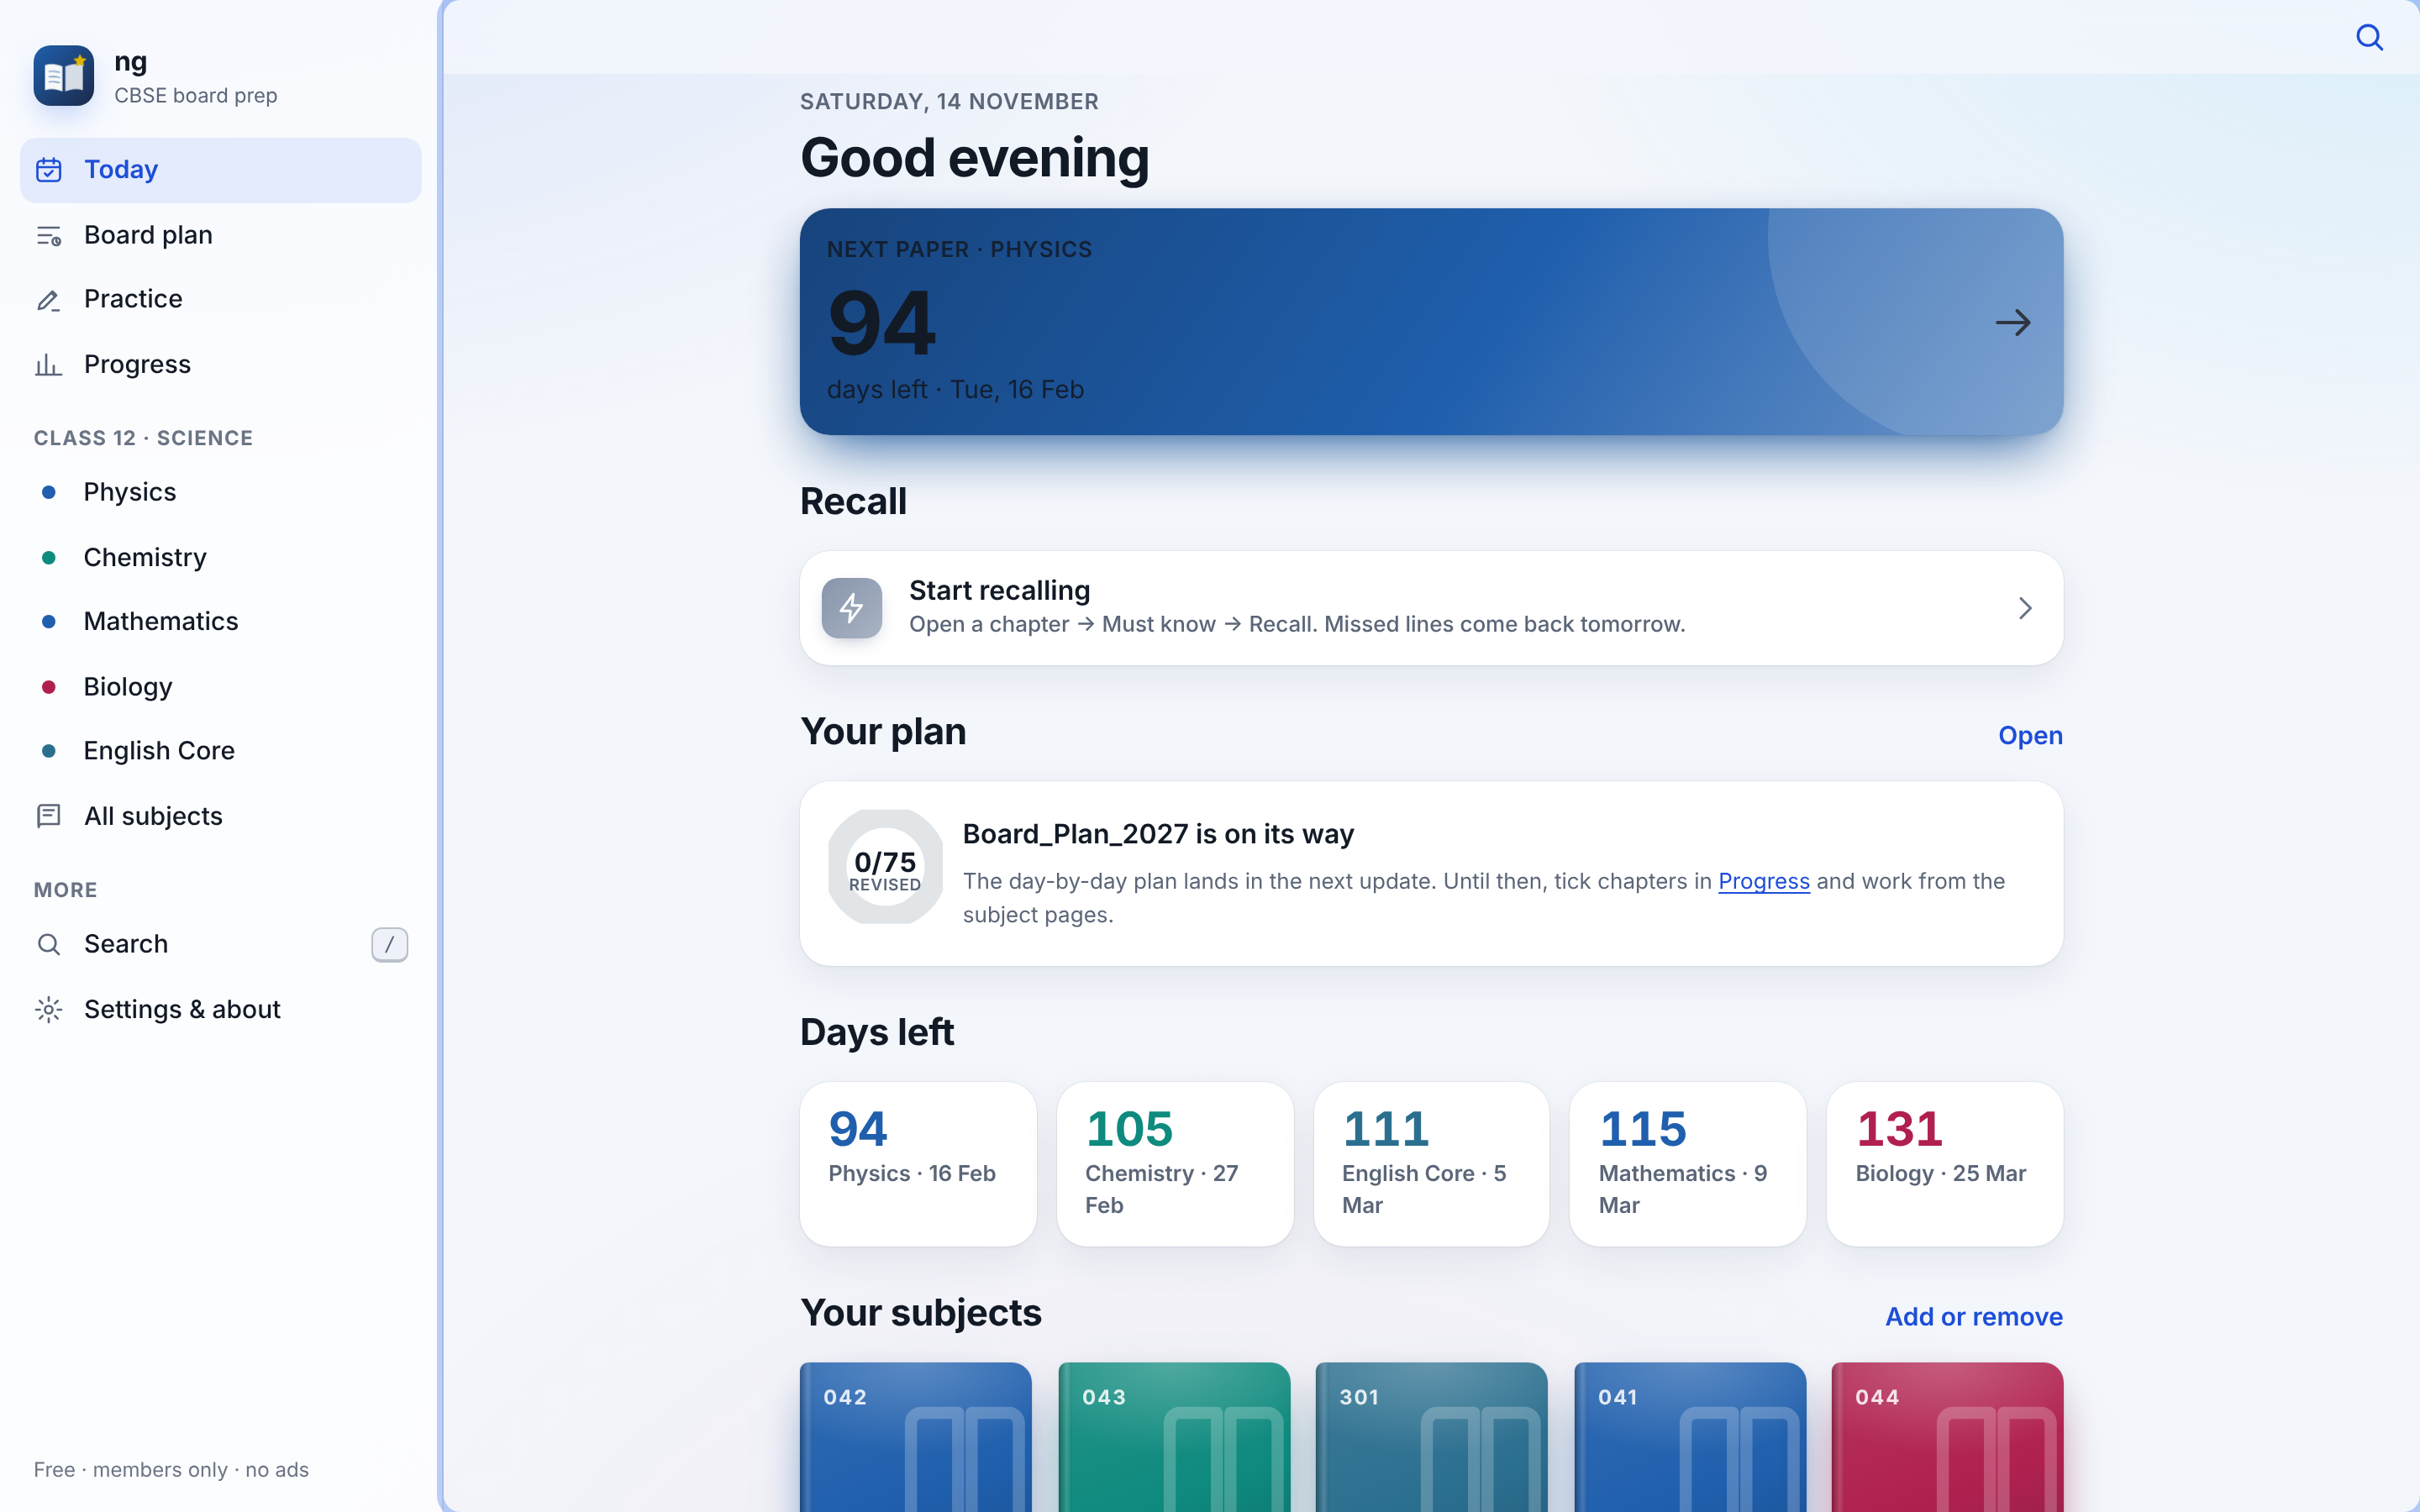 ng
CBSE board prep
Today
Board plan
Practice
Progress
CLASS 12 · SCIENCE
Physics
Chemistry
Mathematics
Biology
English Core
All subjects
MORE
Search /
Settings & about
Free · members only · no ads
SATURDAY, 14 NOVEMBER
Good evening
NEXT PAPER · PHYSICS
94
days left · Tue, 16 Feb
Recall
Start recalling
Open a chapter → Must know → Recall. Missed lines come back tomorrow.
Your plan
Open
0/75
REVISED
Board_Plan_2027 is on its way
The day-by-day plan lands in the next update. Until then, tick chapters in Progress and work from the
subject pages.
Days left
94
Physics · 16 Feb
105
Chemistry · 27
Feb
111
English Core · 5
Mar
115
Mathematics · 9
Mar
131
Biology · 25 Mar
Your subjects
Add or remove
042
043
301
041
044